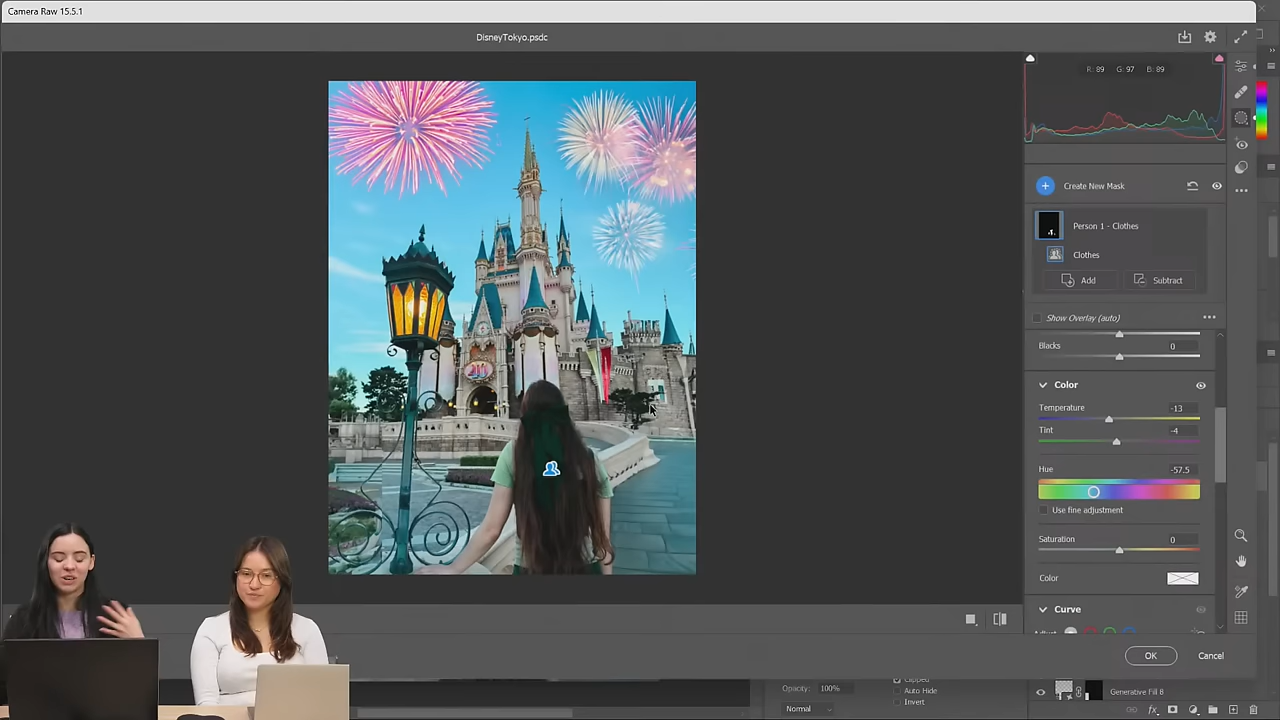 Camera Raw 15.5.1
DisneyTokyo.psdc
R: 89 G: 97 B: 89
Create New Mask
Person 1 - Clothes
Clothes
Add Subtract
Show Overlay (auto)
Blacks 0
Color
Temperature -13
Tint -4
Hue -57.5
Use fine adjustment
Saturation 0
Color
Curve
OK Cancel
Opacity: 100%
Normal
Clipped
Auto Hide
Invert
Generative Fill 8